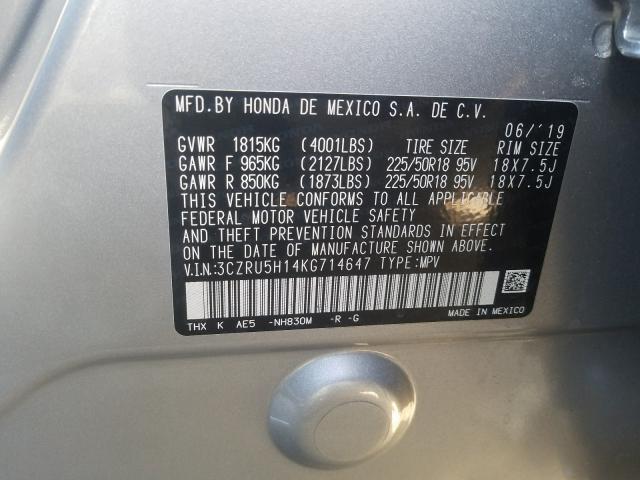 MFD.BY HONDA DE MEXICO S.A. DE C.V.
06/'19
GVWR 1815KG (4001LBS) TIRE SIZE RIM SIZE
GAWR F 965KG (2127LBS) 225/50R18 95V 18X7.5J
GAWR R 850KG (1873LBS) 225/50R18 95V 18X7.5J
THIS VEHICLE CONFORMS TO ALL APPLICABLE
FEDERAL MOTOR VEHICLE SAFETY
AND THEFT PREVENTION STANDARDS IN EFFECT
ON THE DATE OF MANUFACTURE SHOWN ABOVE.
V.I.N:3CZRU5H14KG714647 TYPE:MPV
THX K AE5 -NH830M -R -G MADE IN MEXICO